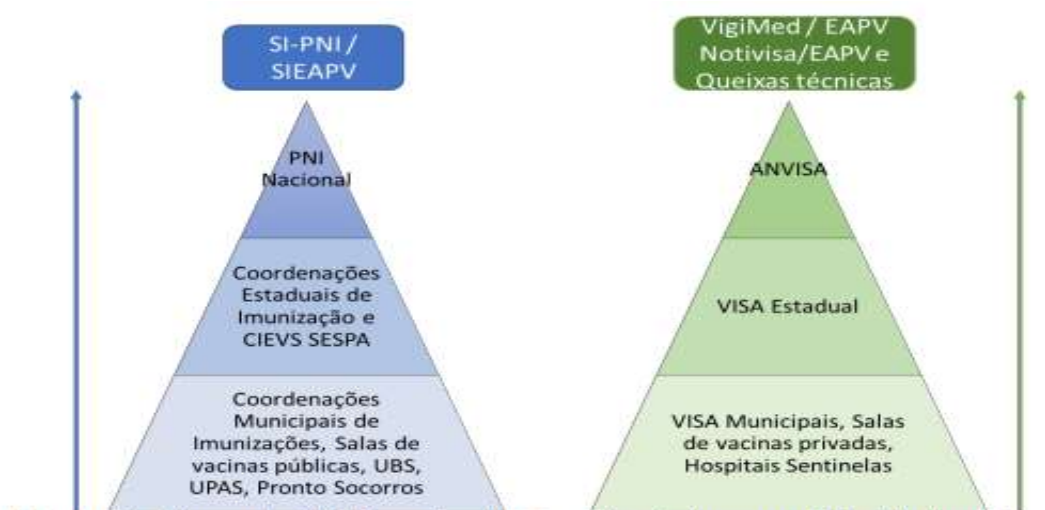 SI-PNI /
SIEAPV
PNI
Nacional
Coordenações
Estaduais de
Imunização e
CIEVS SESPA
Coordenações
Municipais de
Imunizações, Salas de
vacinas públicas, UBS,
UPAS, Pronto Socorros
VigiMed / EAPV
Notivisa/EAPV e
Queixas técnicas
ANVISA
VISA Estadual
VISA Municipais, Salas
de vacinas privadas,
Hospitais Sentinelas